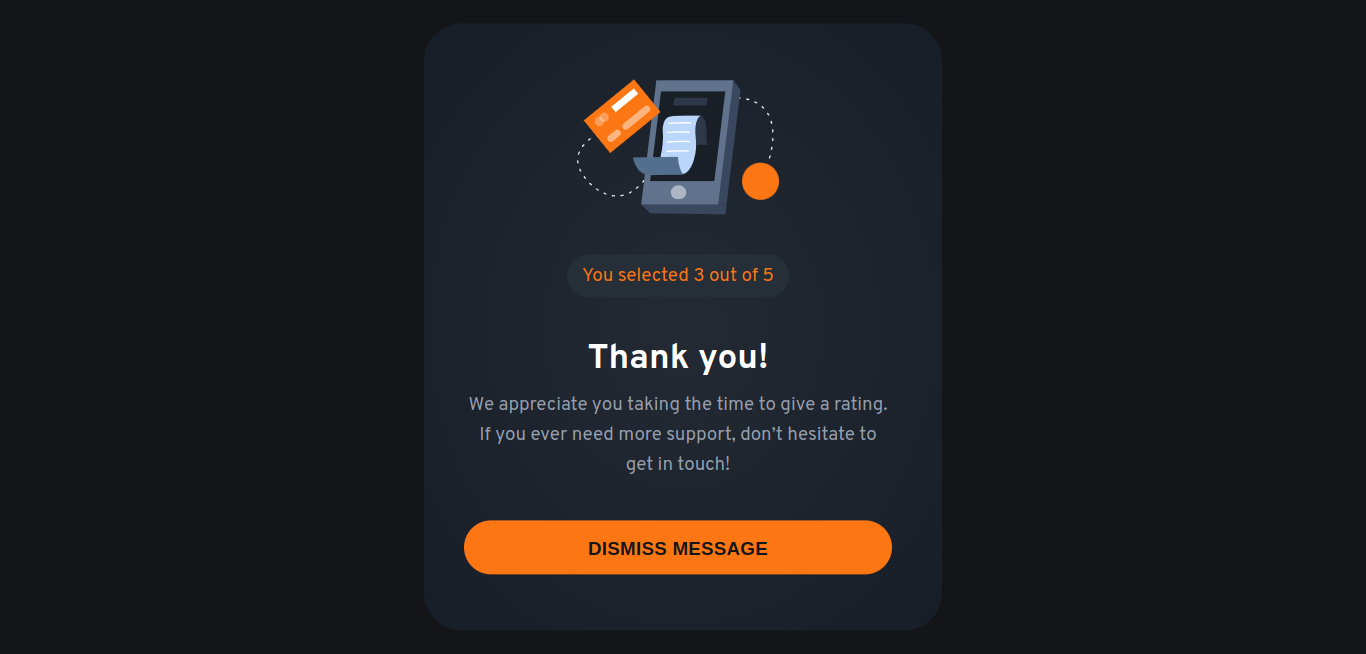 You selected 3 out of 5
Thank you!
We appreciate you taking the time to give a rating.
If you ever need more support, don’t hesitate to
get in touch!
DISMISS MESSAGE